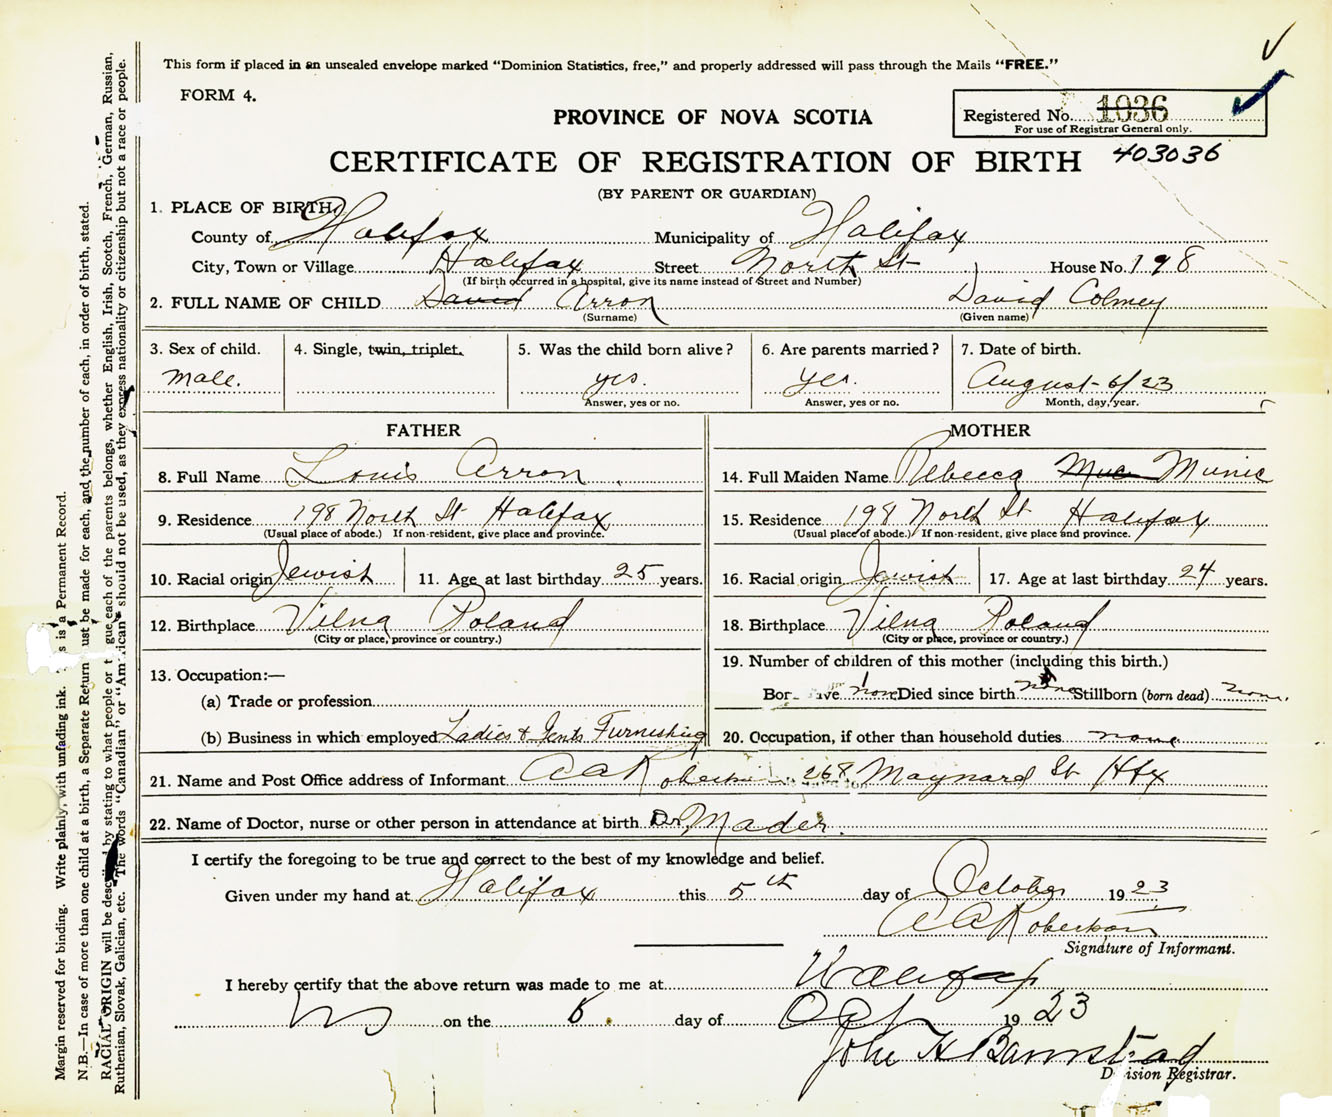 This form if placed in an unsealed envelope marked "Dominion Statistics, free," and properly addressed will pass through the Mails "FREE."
FORM 4.
PROVINCE OF NOVA SCOTIA
Registered No. 1036
For use of Registrar General only.
403036
CERTIFICATE OF REGISTRATION OF BIRTH
(BY PARENT OR GUARDIAN)
1. PLACE OF BIRTH,
County of Halifax Municipality of Halifax
City, Town or Village Halifax Street North St House No. 198
(If birth occurred in a hospital, give its name instead of Street and Number)
2. FULL NAME OF CHILD David Arron David Colmey
(Surname) (Given name)
3. Sex of child. 4. Single, twin, triplet. 5. Was the child born alive? 6. Are parents married? 7. Date of birth.
Male. yes. yes. August-6/23
Answer, yes or no. Answer, yes or no. Month, day, year.
FATHER MOTHER
8. Full Name Louis Arron 14. Full Maiden Name Rebecca Munic
9. Residence 198 North St Halifax 15. Residence 198 North St Halifax
(Usual place of abode.) If non-resident, give place and province. (Usual place of abode.) If non-resident, give place and province.
10. Racial origin Jewish 11. Age at last birthday 25 years. 16. Racial origin Jewish 17. Age at last birthday 24 years.
12. Birthplace Vilna Poland 18. Birthplace Vilna Poland
(City or place, province or country.) (City or place, province or country.)
13. Occupation:— 19. Number of children of this mother (including this birth.)
(a) Trade or profession Died since birth none Stillborn (born dead) none.
(b) Business in which employed Ladies & Gents Furnishing 20. Occupation, if other than household duties none
21. Name and Post Office address of Informant A A Robertson 268 Maynard St Hfx
22. Name of Doctor, nurse or other person in attendance at birth Dr Mader.
I certify the foregoing to be true and correct to the best of my knowledge and belief.
Given under my hand at Halifax this 5th day of October 1923
A A Robertson
Signature of Informant.
I hereby certify that the above return was made to me at Halifax
on the 6. day of Oct 1923
John H Barnstead
Division Registrar.
Margin reserved for binding. Write plainly, with unfading ink. is a Permanent Record.
N.B.—In case of more than one child at a birth, a Separate Return must be made for each, and the number of each, in order of birth, stated.
RACIAL ORIGIN will be described by stating to what people or each of the parents belongs, whether English, Irish, Scotch, French, German, Russian,
Ruthenian, Slovak, Galician, etc. The words "Canadian" or "American" should not be used, as they express nationality or citizenship but not a race or people.